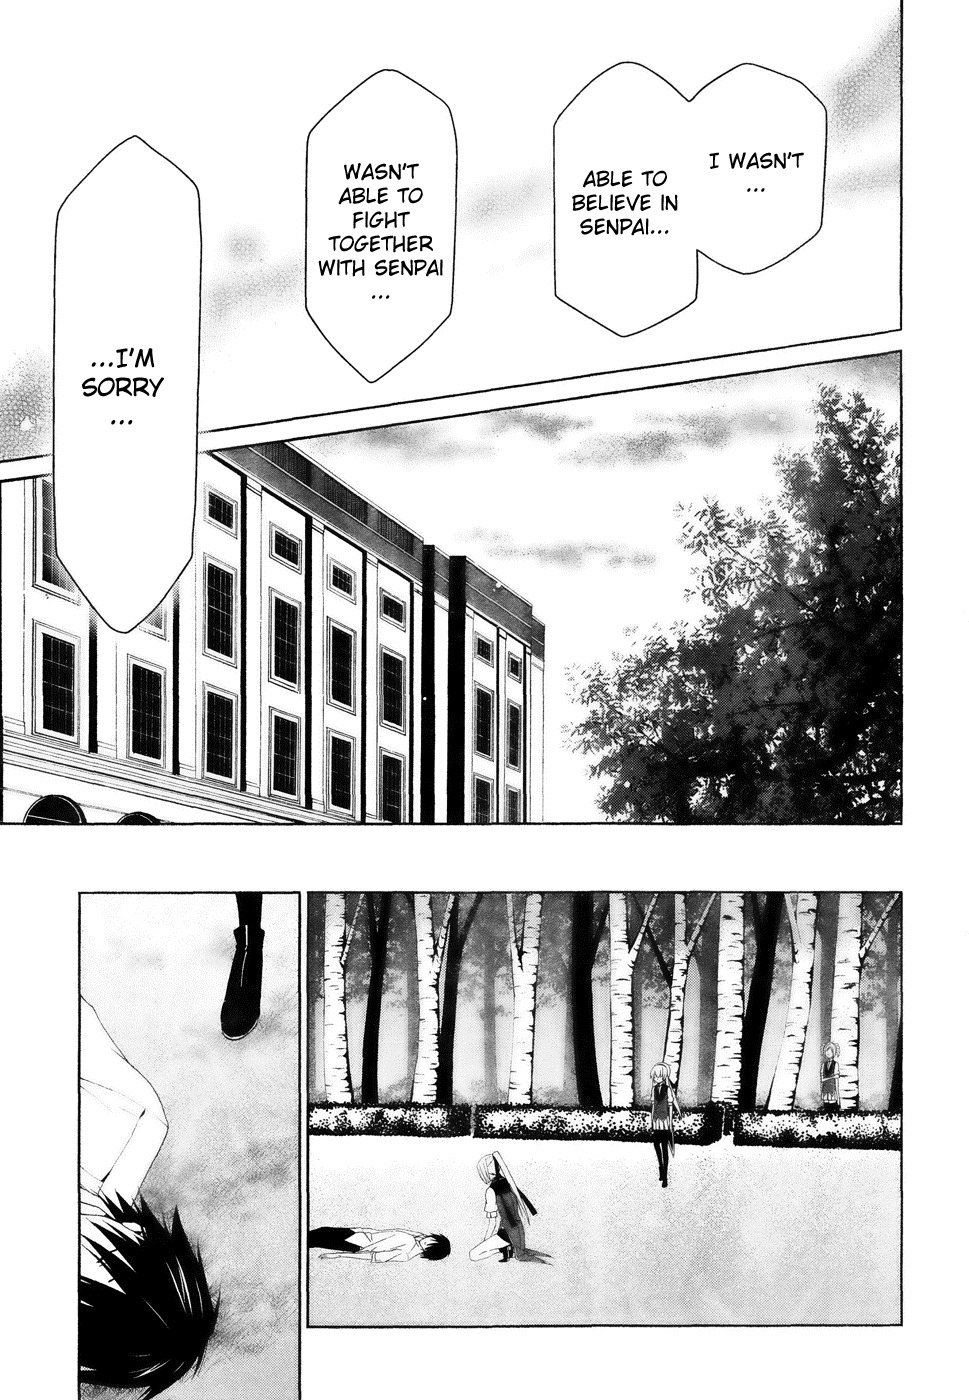 I WASN'T
...
ABLE TO
BELIEVE IN
SENPAI...
WASN'T
ABLE TO
FIGHT
TOGETHER
WITH SENPAI
...
...I'M
SORRY
...